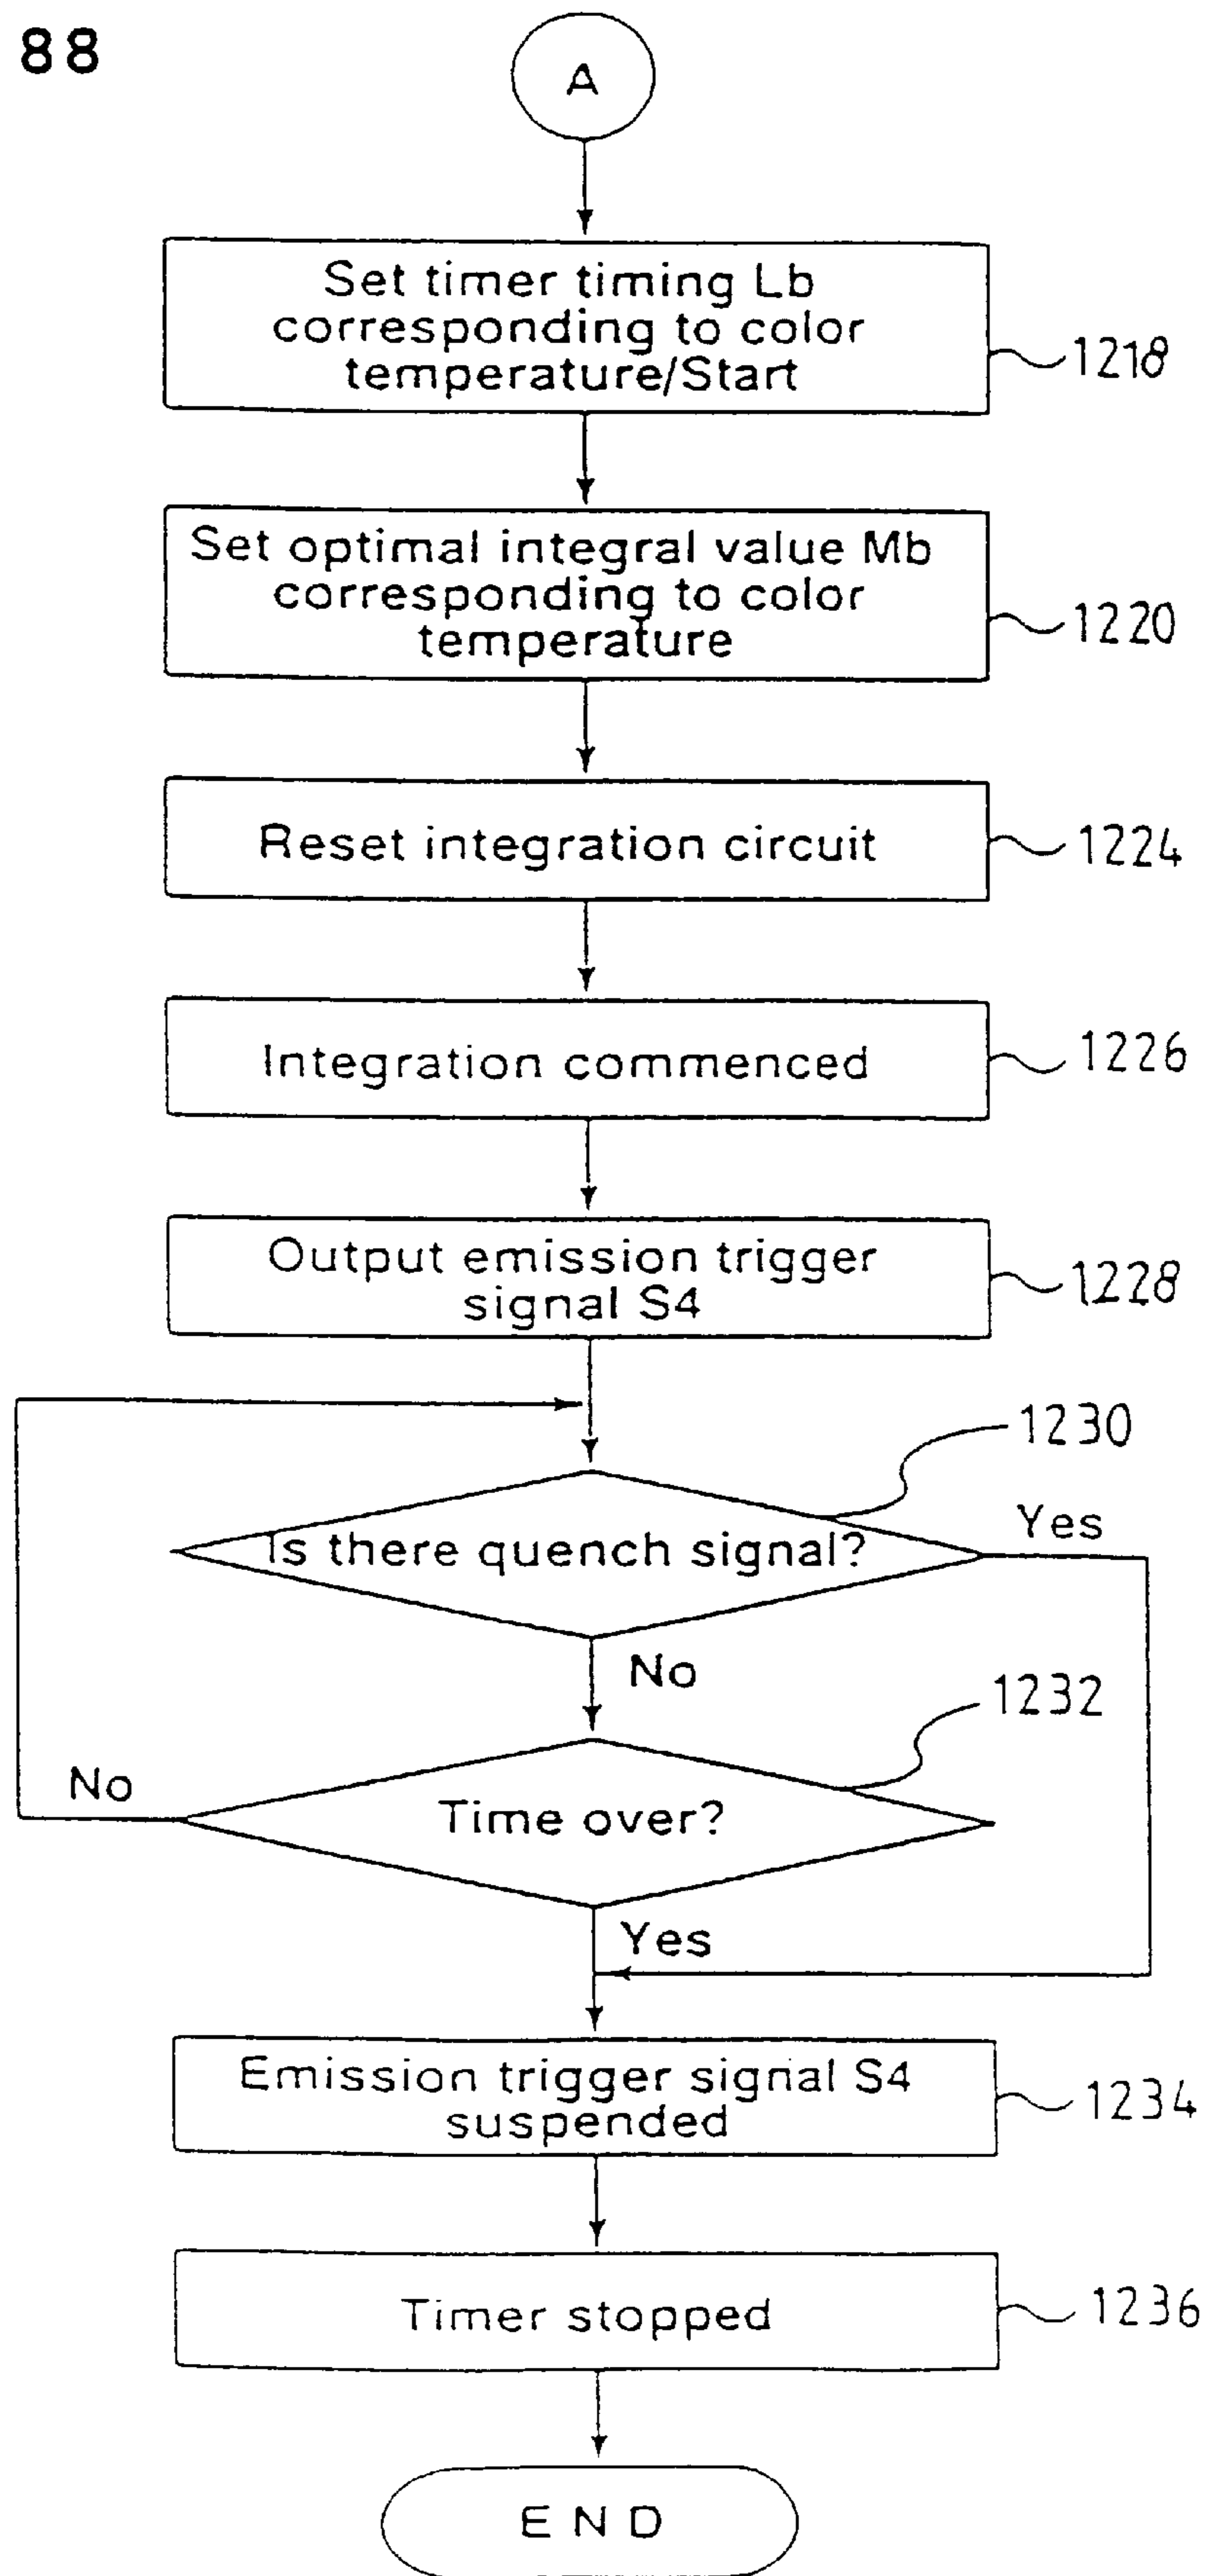 88
A
Set timer timing Lb
corresponding to color
temperature/Start
1218
Set optimal integral value Mb
corresponding to color
temperature
1220
Reset integration circuit
1224
Integration commenced
1226
Output emission trigger
signal S4
1228
1230
Is there quench signal?
Yes
No
1232
No
Time over?
Yes
Emission trigger signal S4
suspended
1234
Timer stopped
1236
END